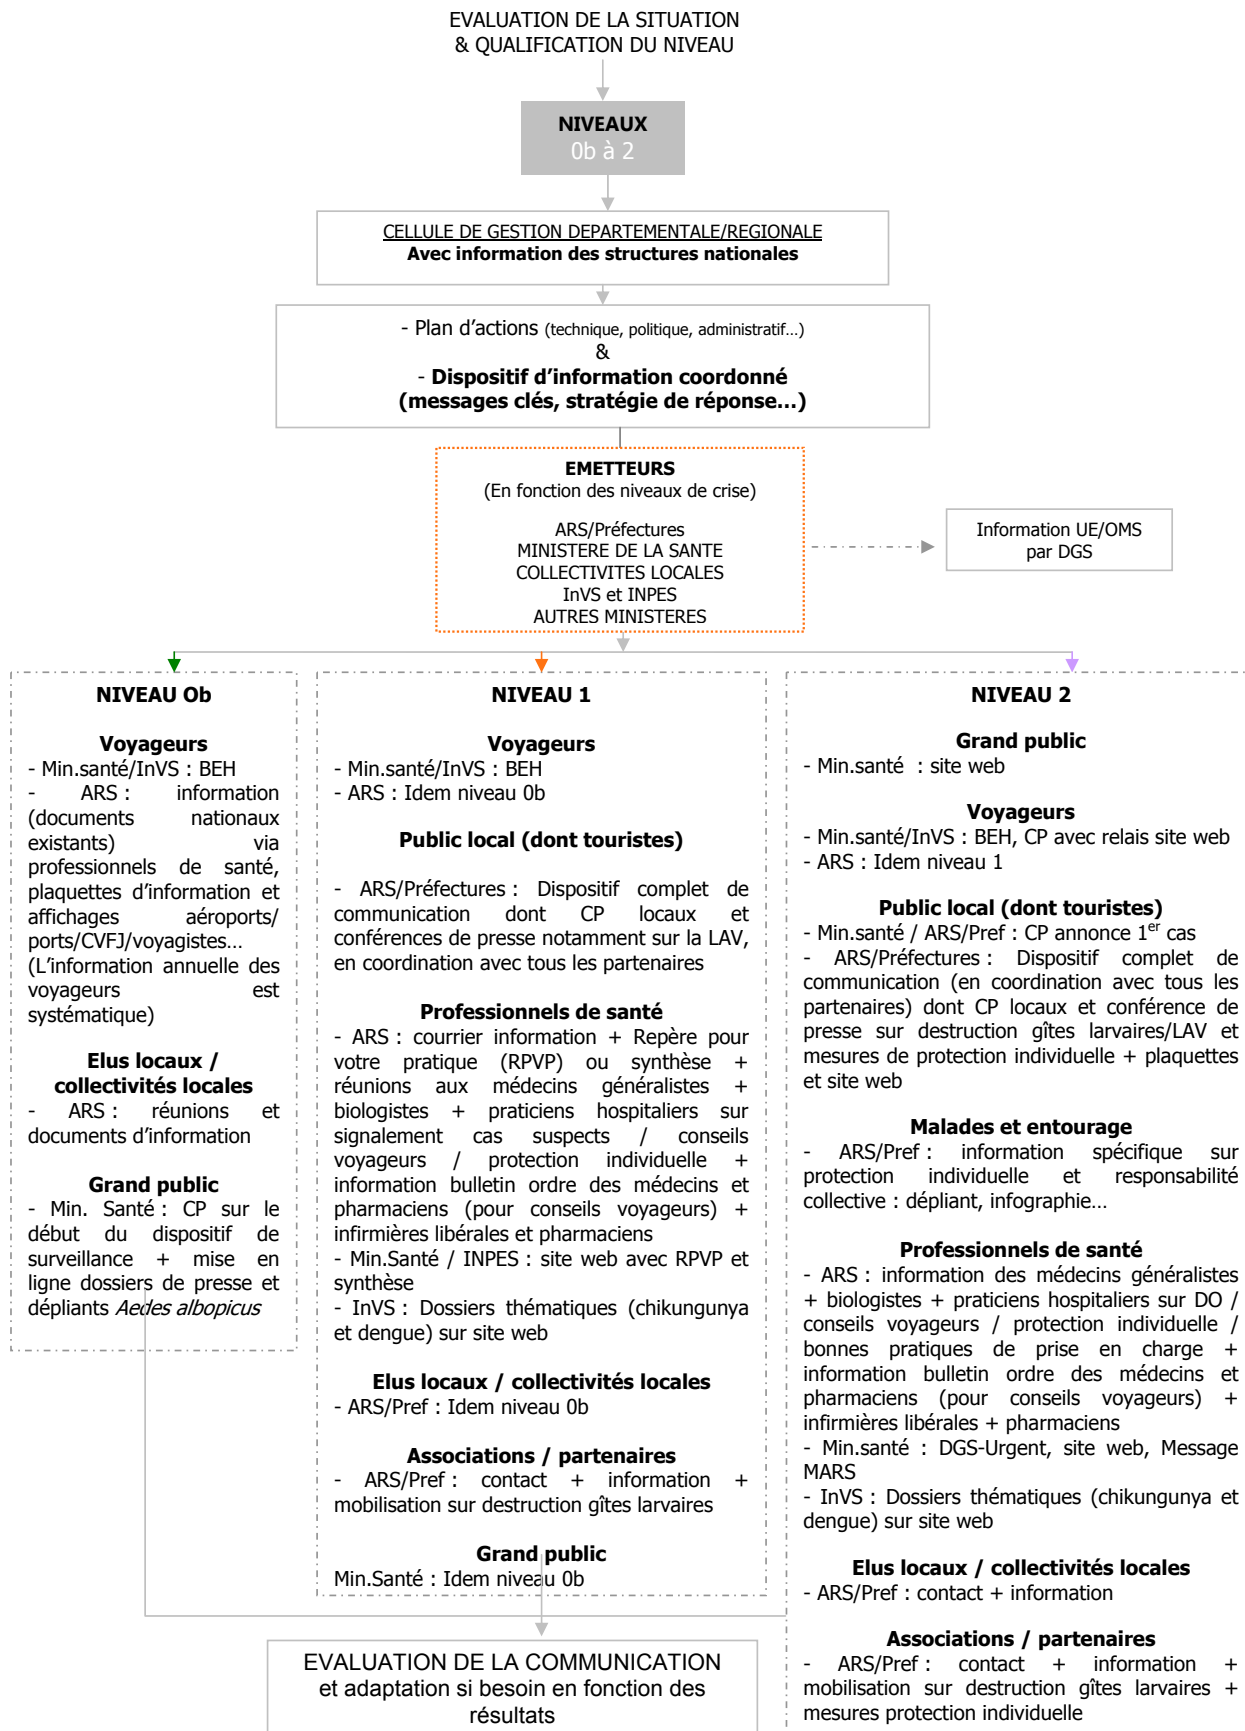 EVALUATION DE LA SITUATION
& QUALIFICATION DU NIVEAU
NIVEAUX
0b à 2
CELLULE DE GESTION DEPARTEMENTALE/REGIONALE
Avec information des structures nationales
- Plan d'actions (technique, politique, administratif…)
&
- Dispositif d'information coordonné
(messages clés, stratégie de réponse…)
EMETTEURS
(En fonction des niveaux de crise)
ARS/Préfectures
MINISTERE DE LA SANTE
COLLECTIVITES LOCALES
InVS et INPES
AUTRES MINISTERES
Information UE/OMS
par DGS
NIVEAU Ob
Voyageurs
- Min.santé/InVS : BEH
- ARS : information
(documents nationaux
existants) via
professionnels de santé,
plaquettes d'information et
affichages aéroports/
ports/CVFJ/voyagistes…
(L'information annuelle des
voyageurs est
systématique)
Elus locaux /
collectivités locales
- ARS : réunions et
documents d'information
Grand public
- Min. Santé : CP sur le
début du dispositif de
surveillance + mise en
ligne dossiers de presse et
dépliants Aedes albopicus
NIVEAU 1
Voyageurs
- Min.santé/InVS : BEH
- ARS : Idem niveau 0b
Public local (dont touristes)
- ARS/Préfectures : Dispositif complet de
communication dont CP locaux et
conférences de presse notamment sur la LAV,
en coordination avec tous les partenaires
Professionnels de santé
- ARS : courrier information + Repère pour
votre pratique (RPVP) ou synthèse +
réunions aux médecins généralistes +
biologistes + praticiens hospitaliers sur
signalement cas suspects / conseils
voyageurs / protection individuelle +
information bulletin ordre des médecins et
pharmaciens (pour conseils voyageurs) +
infirmières libérales et pharmaciens
- Min.Santé / INPES : site web avec RPVP et
synthèse
- InVS : Dossiers thématiques (chikungunya
et dengue) sur site web
Elus locaux / collectivités locales
- ARS/Pref : Idem niveau 0b
Associations / partenaires
- ARS/Pref : contact + information +
mobilisation sur destruction gîtes larvaires
Grand public
Min.Santé : Idem niveau 0b
NIVEAU 2
Grand public
- Min.santé : site web
Voyageurs
- Min.santé/InVS : BEH, CP avec relais site web
- ARS : Idem niveau 1
Public local (dont touristes)
- Min.santé / ARS/Pref : CP annonce 1er cas
- ARS/Préfectures : Dispositif complet de
communication (en coordination avec tous les
partenaires) dont CP locaux et conférence de
presse sur destruction gîtes larvaires/LAV et
mesures de protection individuelle + plaquettes
et site web
Malades et entourage
- ARS/Pref : information spécifique sur
protection individuelle et responsabilité
collective : dépliant, infographie…
Professionnels de santé
- ARS : information des médecins généralistes
+ biologistes + praticiens hospitaliers sur DO /
conseils voyageurs / protection individuelle /
bonnes pratiques de prise en charge +
information bulletin ordre des médecins et
pharmaciens (pour conseils voyageurs) +
infirmières libérales + pharmaciens
- Min.santé : DGS-Urgent, site web, Message
MARS
- InVS : Dossiers thématiques (chikungunya et
dengue) sur site web
Elus locaux / collectivités locales
- ARS/Pref : contact + information
Associations / partenaires
- ARS/Pref : contact + information +
mobilisation sur destruction gîtes larvaires +
mesures protection individuelle
EVALUATION DE LA COMMUNICATION
et adaptation si besoin en fonction des
résultats